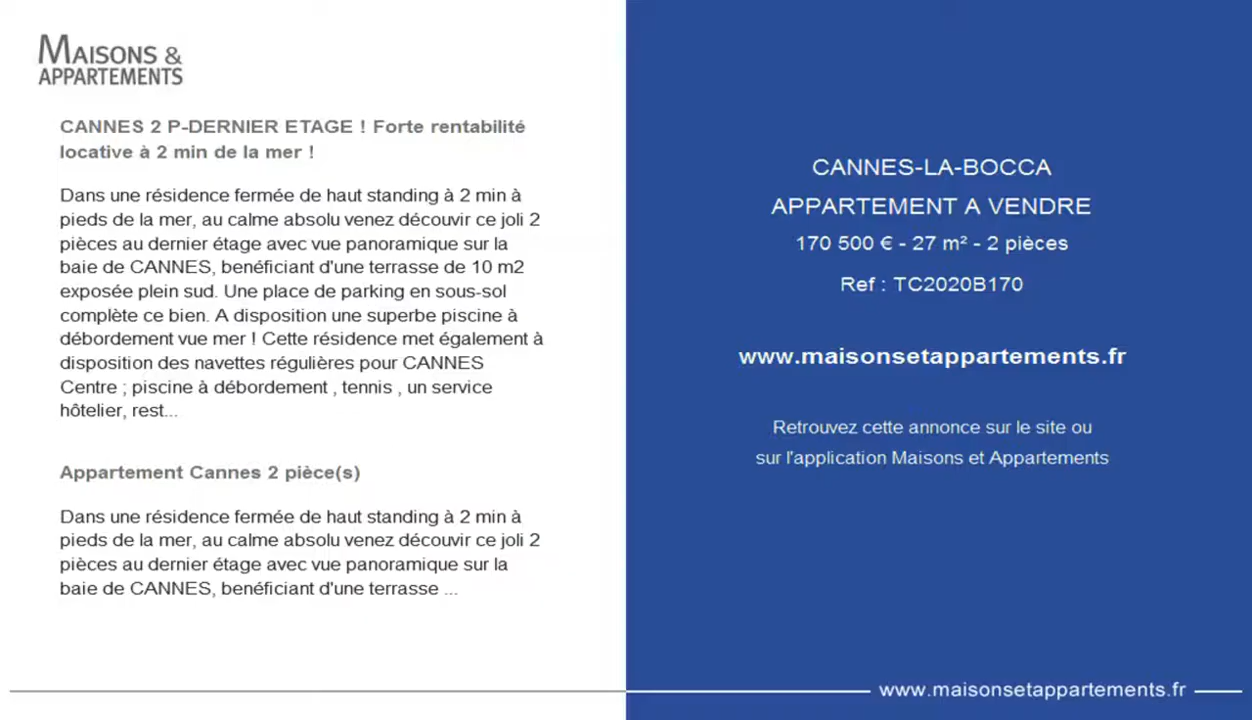 MAISONS &
APPARTEMENTS
CANNES 2 P-DERNIER ETAGE ! Forte rentabilité
locative à 2 min de la mer !
Dans une résidence fermée de haut standing à 2 min à
pieds de la mer, au calme absolu venez découvir ce joli 2
pièces au dernier étage avec vue panoramique sur la
baie de CANNES, benéficiant d'une terrasse de 10 m2
exposée plein sud. Une place de parking en sous-sol
complète ce bien. A disposition une superbe piscine à
débordement vue mer ! Cette résidence met également à
disposition des navettes régulières pour CANNES
Centre ; piscine à débordement , tennis , un service
hôtelier, rest...
Appartement Cannes 2 pièce(s)
Dans une résidence fermée de haut standing à 2 min à
pieds de la mer, au calme absolu venez découvir ce joli 2
pièces au dernier étage avec vue panoramique sur la
baie de CANNES, benéficiant d'une terrasse ...
CANNES-LA-BOCCA
APPARTEMENT A VENDRE
170 500 € - 27 m² - 2 pièces
Ref : TC2020B170
www.maisonsetappartements.fr
Retrouvez cette annonce sur le site ou
sur l'application Maisons et Appartements
www.maisonsetappartements.fr